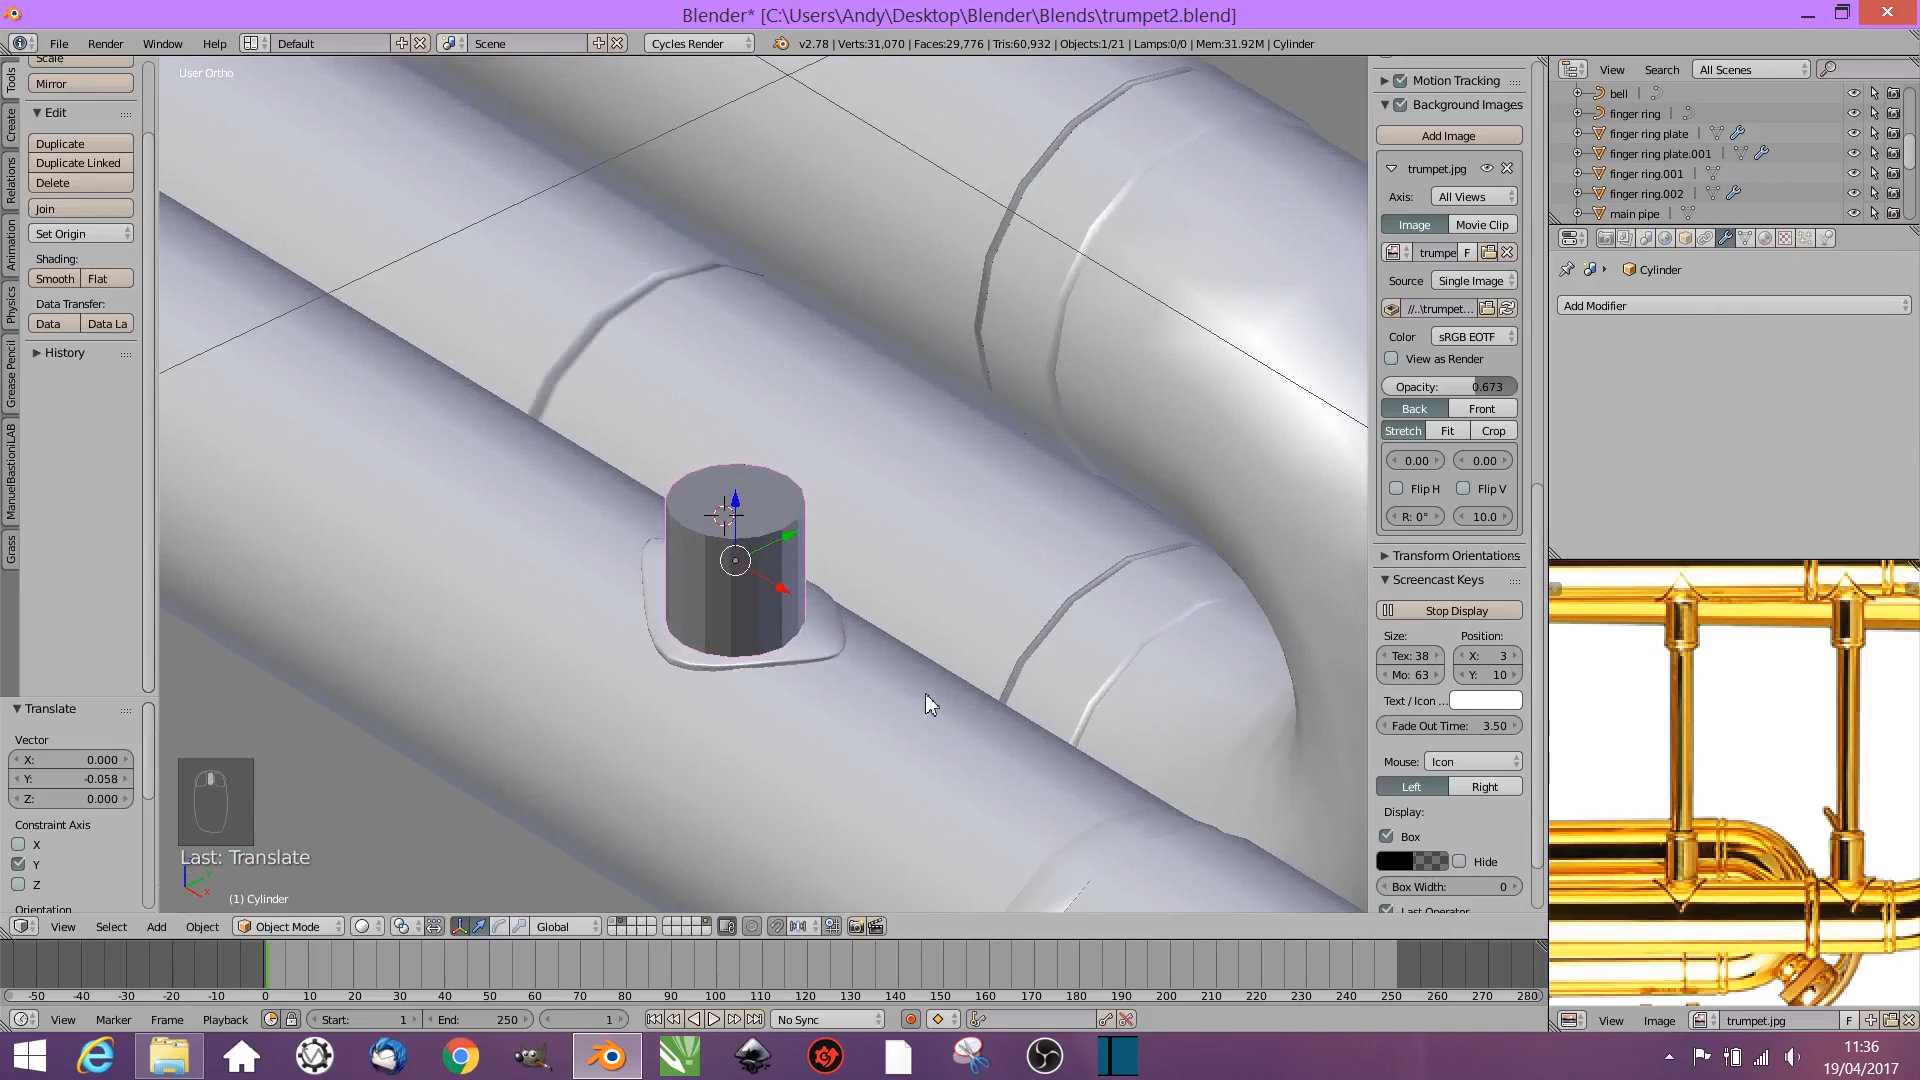 Blender* [C:\Users\Andy\Desktop\Blender\Blends\trumpet2.blend]
File Render Window Help Default Scene Cycles Render v2.78 | Verts:31,070 | Faces:29,776 | Tris:60,932 | Objects:1/21 | Lamps:0/0 | Mem:31.92M | Cylinder
Tools
Create
Relations
Animation
Physics
Grease Pencil
ManuelBastioniLAB
Grass
Scale
Mirror
Edit
Duplicate
Duplicate Linked
Delete
Join
Set Origin
Shading:
Smooth Flat
Data Transfer:
Data Data La
History
Translate
Vector
X: 0.000
Y: -0.058
Z: 0.000
Constraint Axis
X
Y
Z
Orientation
User Ortho
Last: Translate
(1) Cylinder
Motion Tracking
Background Images
Add Image
trumpet.jpg
Axis: All Views
Image Movie Clip
trumpe F
Source Single Image
//..\trumpet...
Color sRGB EOTF
View as Render
Opacity: 0.673
Back Front
Stretch Fit Crop
0.00 0.00
Flip H Flip V
R: 0° 10.0
Transform Orientations
Screencast Keys
Stop Display
Size: Position:
Tex: 38 X: 3
Mo: 63 Y: 10
Text / Icon ...
Fade Out Time: 3.50
Mouse: Icon
Left Right
Display:
Box
Hide
Box Width: 0
Last Operator
View Search All Scenes
bell
finger ring
finger ring plate
finger ring plate.001
finger ring.001
finger ring.002
main pipe
Cylinder
Add Modifier
View Select Add Object Object Mode Global
-50 -40 -30 -20 -10 0 10 20 30 40 50 60 70 80 90 100 110 120 130 140 150 160 170 180 190 200 210 220 230 240 250 260 270 280
View Marker Frame Playback Start: 1 End: 250 1 No Sync
View Image trumpet.jpg F
11:36
19/04/2017